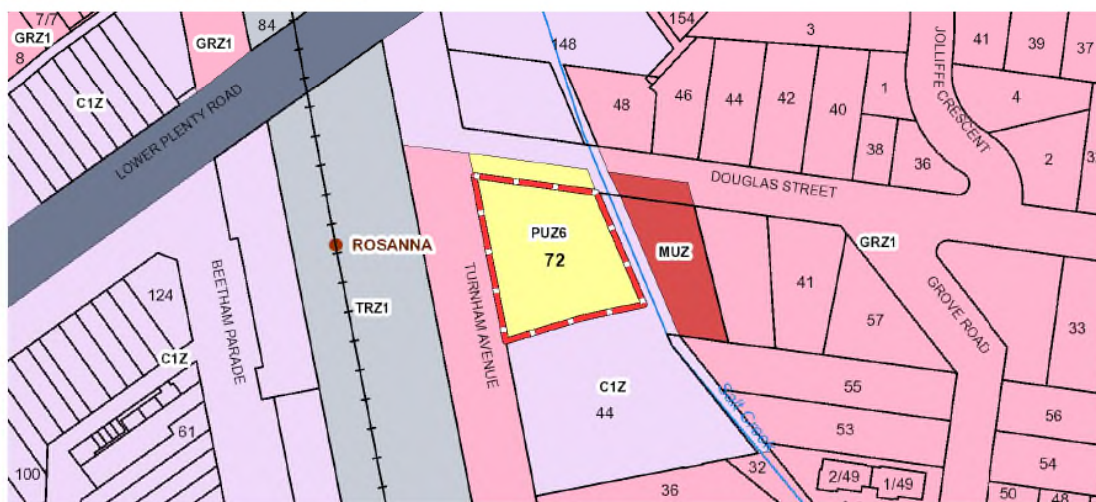 7/7
GRZ1
8
GRZ1
84
C1Z
LOWER PLENTY ROAD
148
154
3
41
39
37
JOLLIFFE CRESCENT
48
46
44
42
40
1
4
38
36
2
DOUGLAS STREET
ROSANNA
PUZ6
72
MUZ
GRZ1
41
57
GROVE ROAD
33
TRZ1
TURNHAM AVENUE
BEETHAM PARADE
124
C1Z
C1Z
44
Salt Creek
55
53
56
54
61
100
36
32
2/49
1/49
50
48